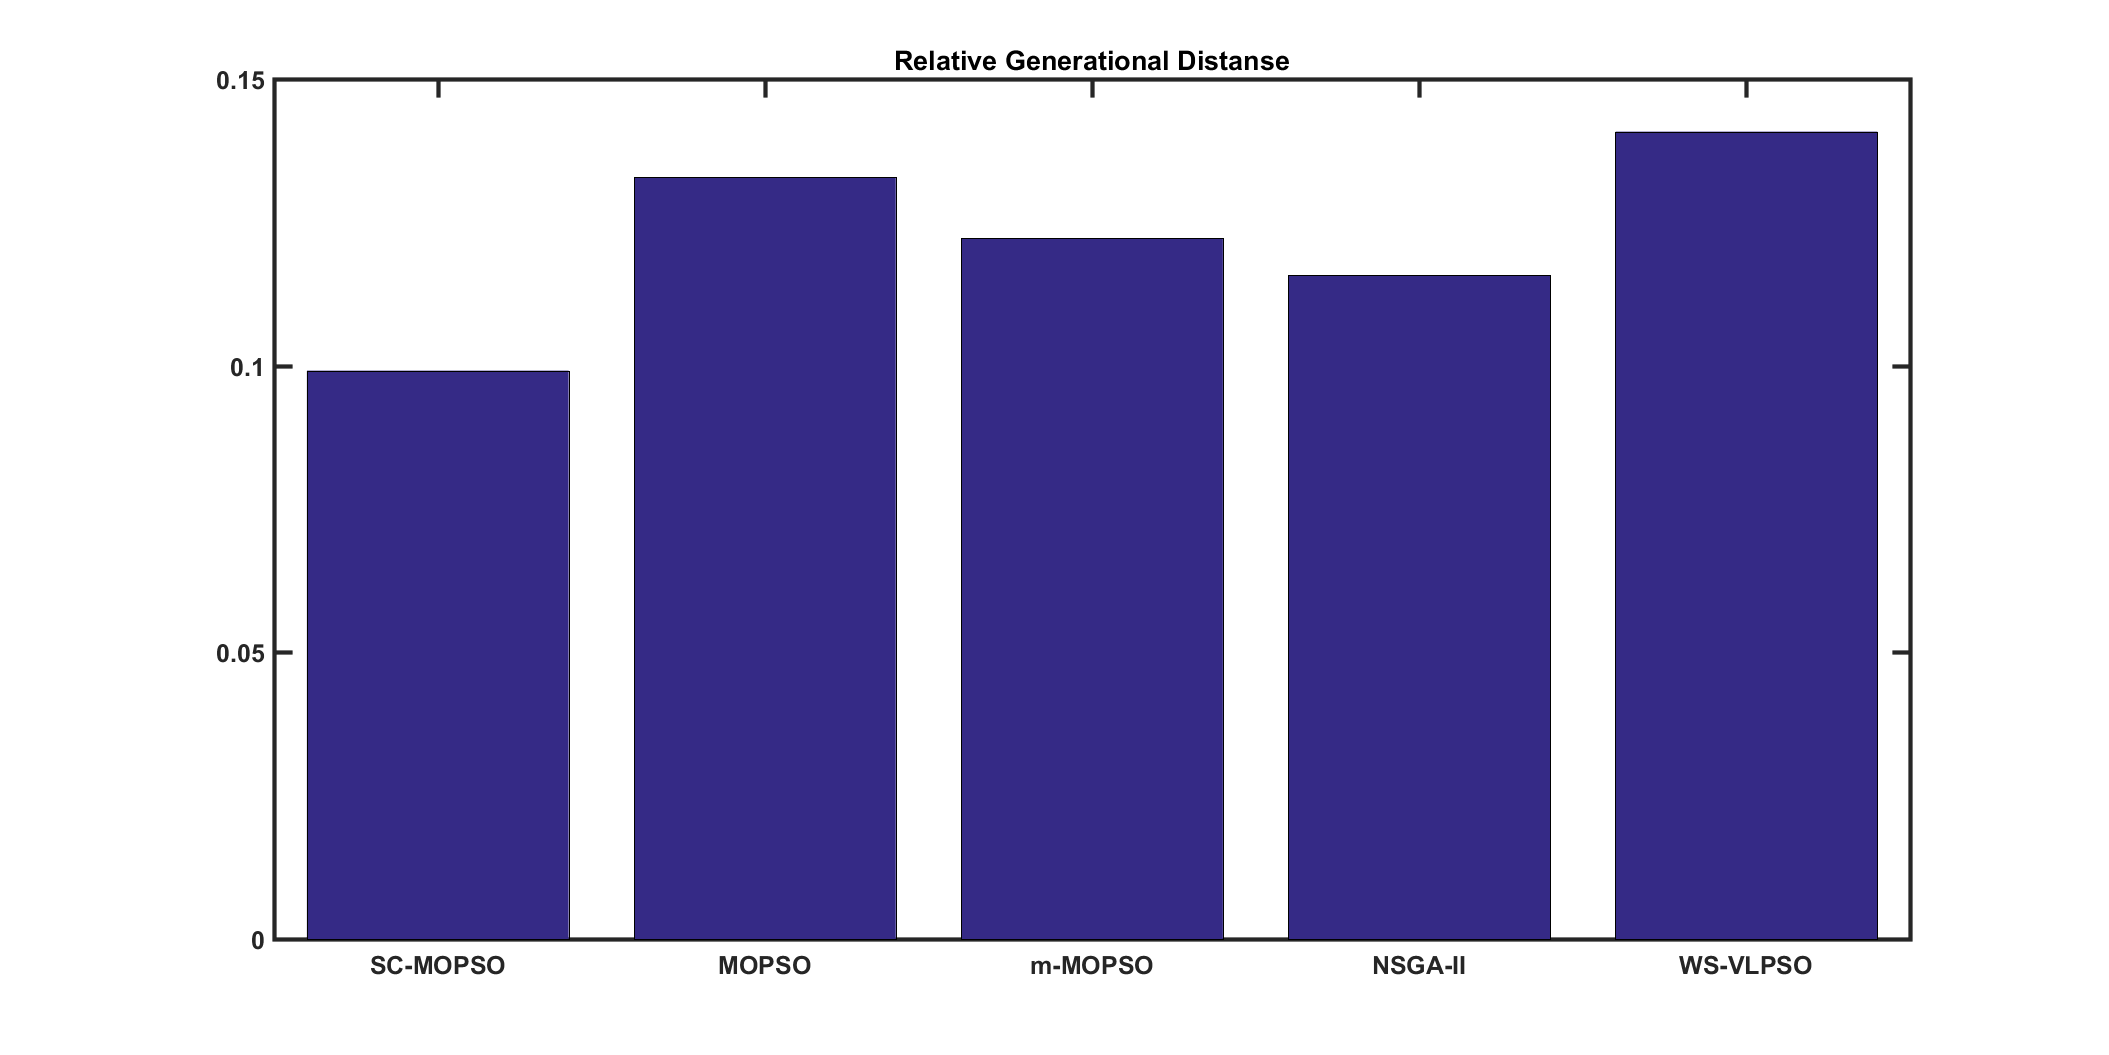 Relative Generational Distanse
0.15
0.1
0.05
0
SC-MOPSO MOPSO m-MOPSO NSGA-II WS-VLPSO